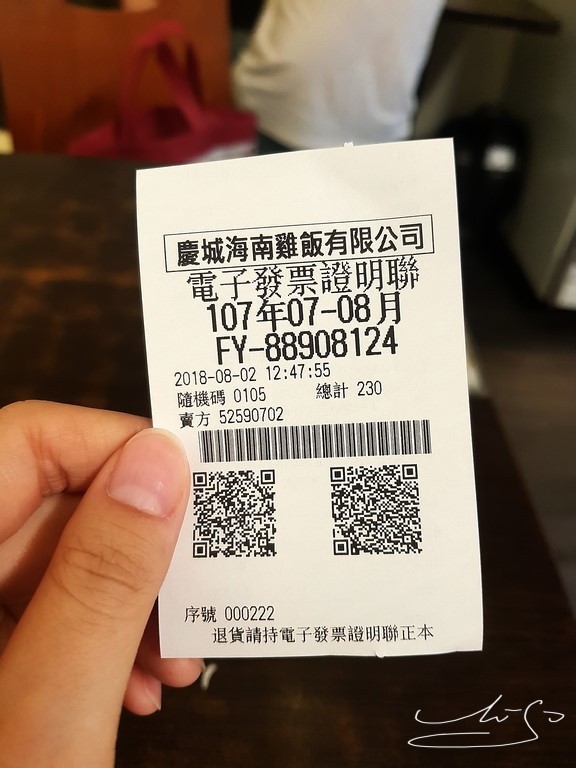 慶城海南雞飯有限公司
電子發票證明聯
107年07-08月
FY-88908124
2018-08-02 12:47:55
隨機碼 0105 總計 230
賣方 52590702
序號 000222
退貨請持電子發票證明聯正本